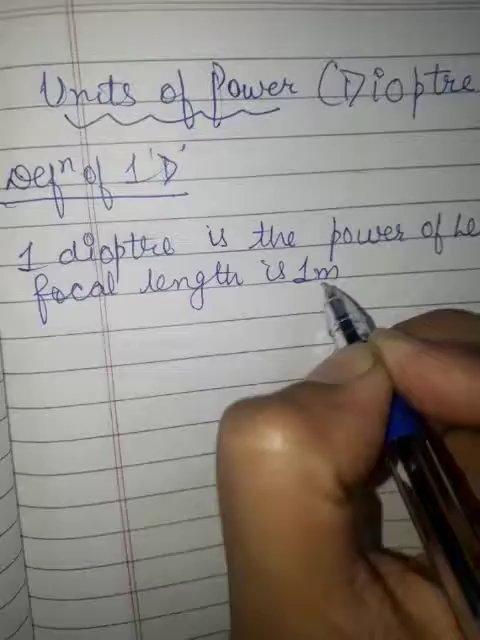 Units of Power (Dioptre
Defⁿ of 1 'D'
1 dioptre is the power of le
focal length is 1m